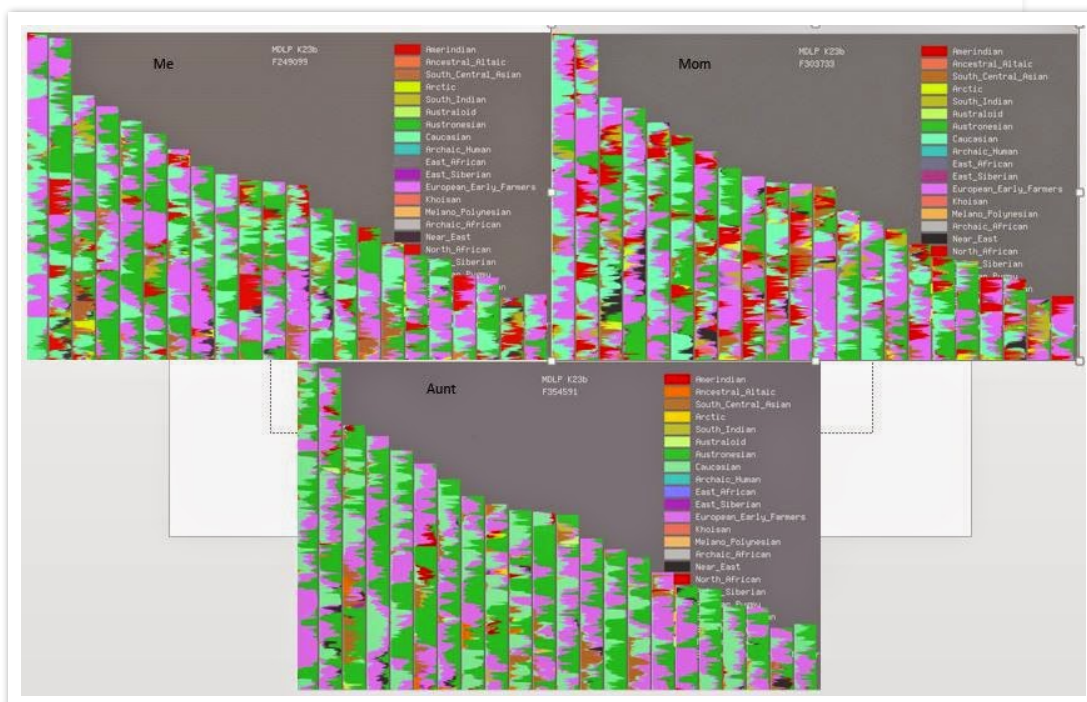 Me
MDLP K23b
F249099
Amerindian
Ancestral_Altaic
South_Central_Asian
Arctic
South_Indian
Australoid
Austronesian
Caucasian
Archaic_Human
East_African
East_Siberian
European_Early_Farmers
Khoisan
Melano_Polynesian
Archaic_African
Near_East
North_African
_Siberian
Mom
MDLP K23b
F303733
Amerindian
Ancestral_Altaic
South_Central_Asian
Arctic
South_Indian
Australoid
Austronesian
Caucasian
Archaic_Human
East_African
East_Siberian
European_Early_Farmers
Khoisan
Melano_Polynesian
Archaic_African
Near_East
North_African
Siberian
Aunt
MDLP K23b
F354591
Amerindian
Ancestral_Altaic
South_Central_Asian
Arctic
South_Indian
Australoid
Austronesian
Caucasian
Archaic_Human
East_African
East_Siberian
European_Early_Farmers
Khoisan
Melano_Polynesian
Archaic_African
Near_East
North_African
_Siberian